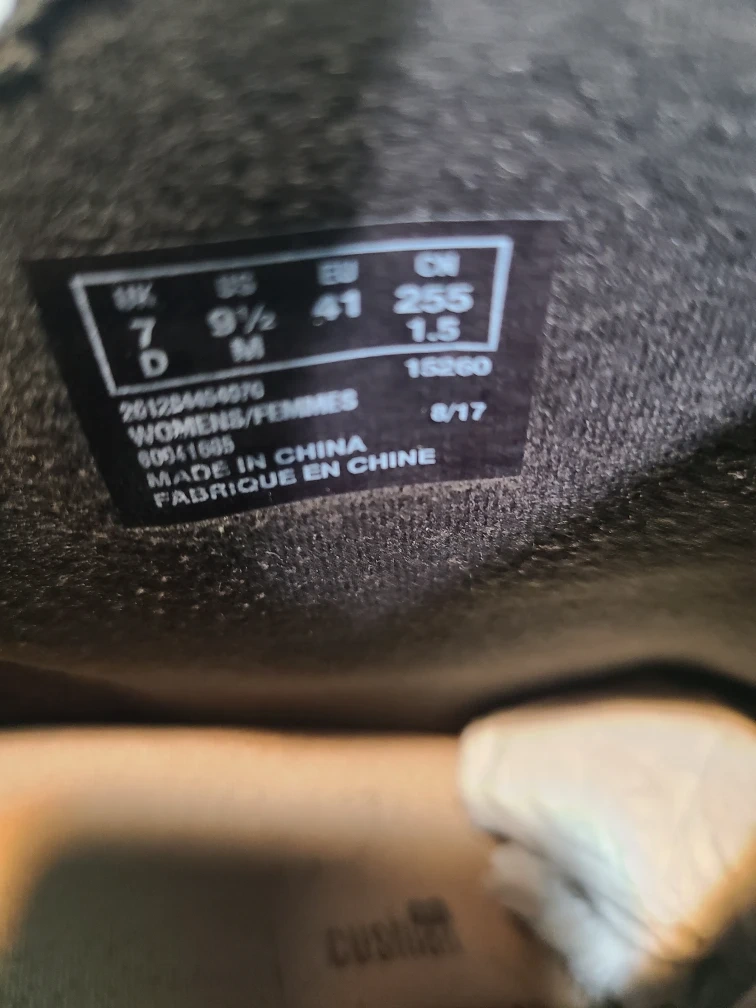 UK US EU CN
7 9½ 41 255
D M 1.5
15260
WOMENS/FEMMES 8/17
MADE IN CHINA
FABRIQUE EN CHINE